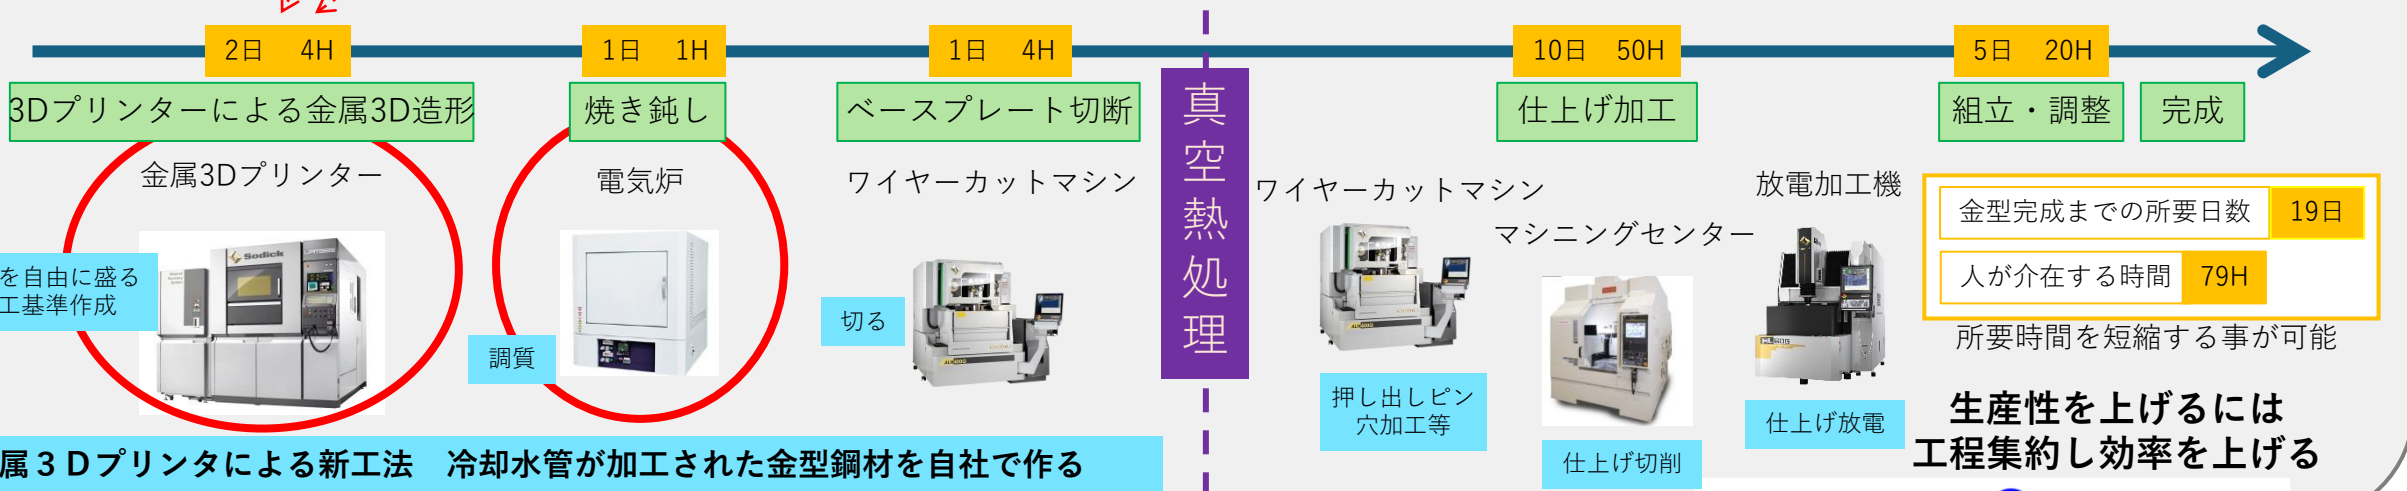 2日 4H
1日 1H
1日 4H
10日 50H
5日 20H
3Dプリンターによる金属3D造形
焼き鈍し
ベースプレート切断
真空熱処理
仕上げ加工
組立・調整
完成
金属3Dプリンター
電気炉
ワイヤーカットマシン
ワイヤーカットマシン
マシニングセンター
放電加工機
金型完成までの所要日数 19日
人が介在する時間 79H
所要時間を短縮する事が可能
Sodick
を自由に盛る
工基準作成
調質
切る
押し出しピン
穴加工等
仕上げ切削
仕上げ放電
生産性を上げるには
工程集約し効率を上げる
属３Ｄプリンタによる新工法 冷却水管が加工された金型鋼材を自社で作る